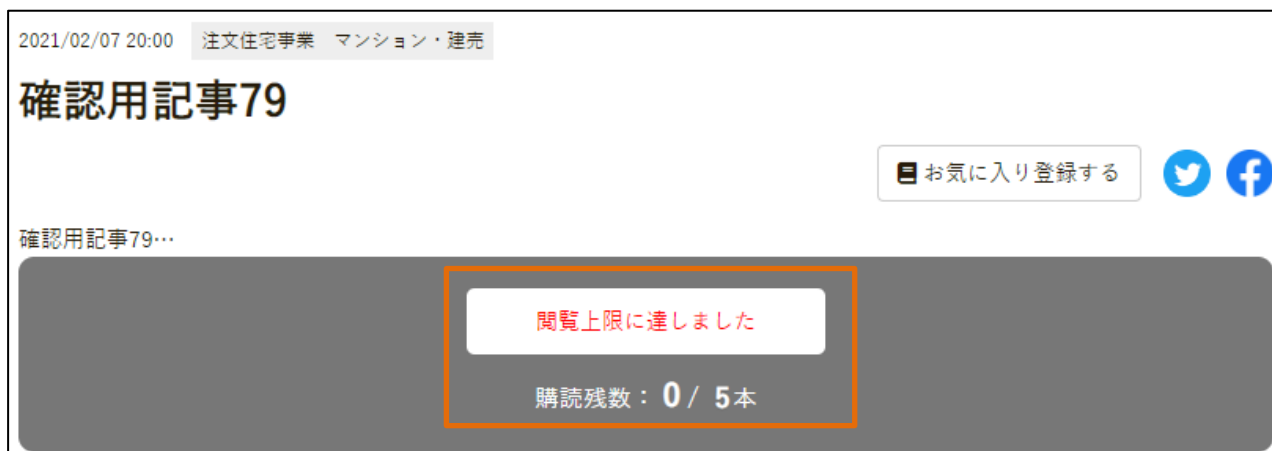 2021/02/07 20:00 注文住宅事業 マンション・建売
確認用記事79
お気に入り登録する
確認用記事79…
閲覧上限に達しました
購読残数： 0 / 5本